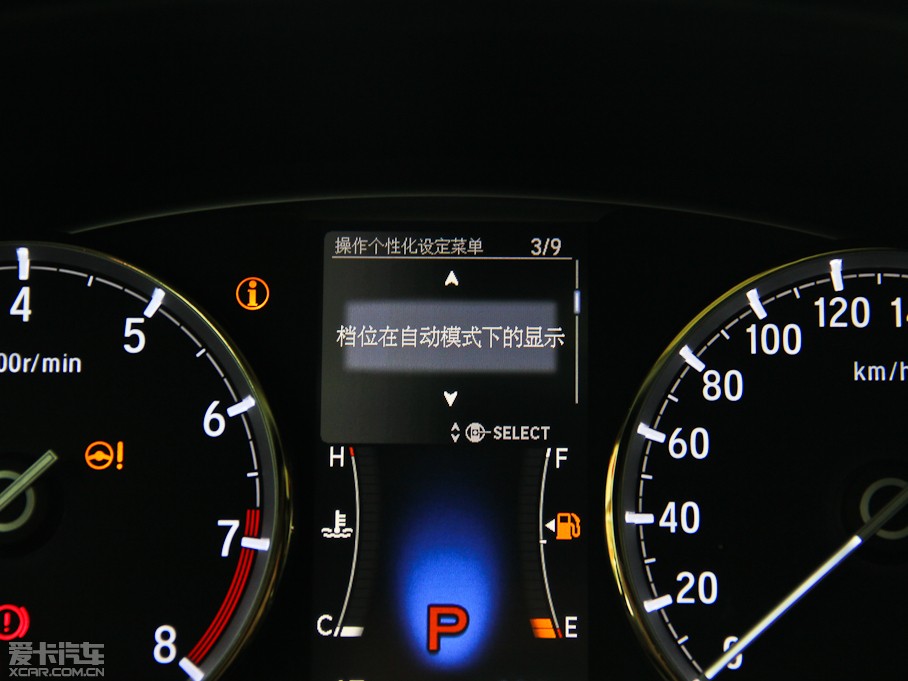 操作个性化设定菜单 3/9
档位在自动模式下的显示
SELECT
4
5
6
7
8
00r/min
H
C
F
E
P
0
20
40
60
80
100
120
14
km/h
爱卡汽车
XCAR.COM.CN